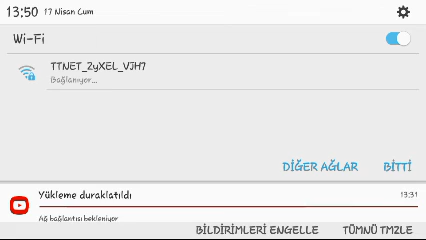 13:50 17 Nisan Cum
Wi-Fi
TTNET_ZyXEL_VJH7
Bağlanıyor...
DİĞER AĞLAR BİTTİ
Yükleme duraklatıldı 13:31
Ağ bağlantısı bekleniyor
BİLDİRİMLERİ ENGELLE TÜMNÜ TMZLE